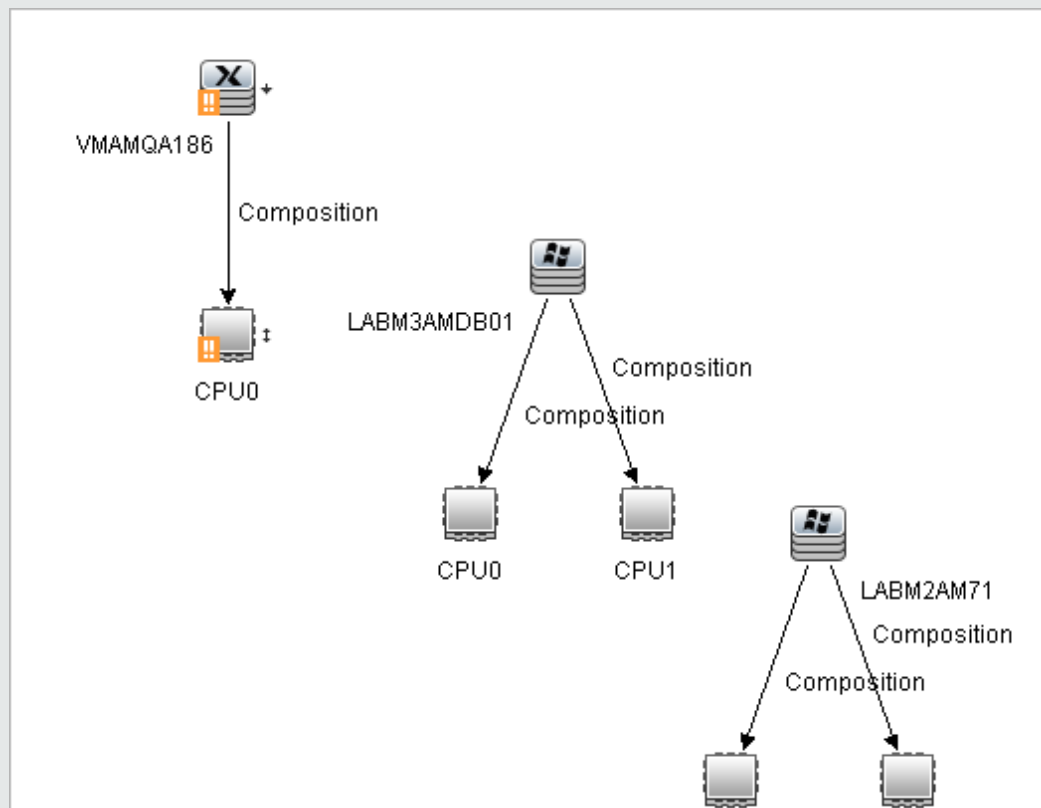 VMAMQA186
Composition
CPU0
LABM3AMDB01
Composition
Composition
CPU0
CPU1
LABM2AM71
Composition
Composition